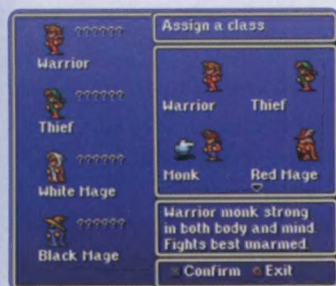 ??????
Warrior
??????
Thief
??????
White Mage
??????
Black Mage
Assign a class
Warrior Thief
Monk Red Mage
Warrior monk strong
in both body and mind
Fights best unarmed.
Confirm Exit